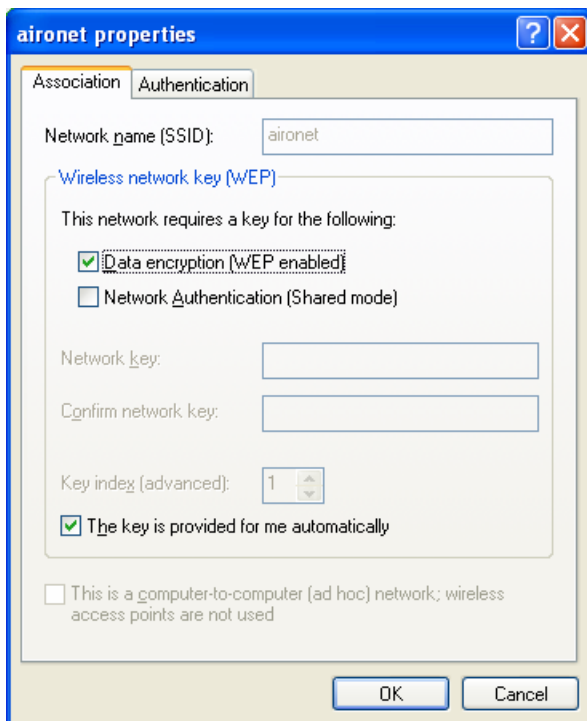 aironet properties
Association Authentication
Network name (SSID): aironet
Wireless network key (WEP)
This network requires a key for the following:
Data encryption (WEP enabled)
Network Authentication (Shared mode)
Network key:
Confirm network key:
Key index (advanced): 1
The key is provided for me automatically
This is a computer-to-computer (ad hoc) network; wireless
access points are not used
OK Cancel